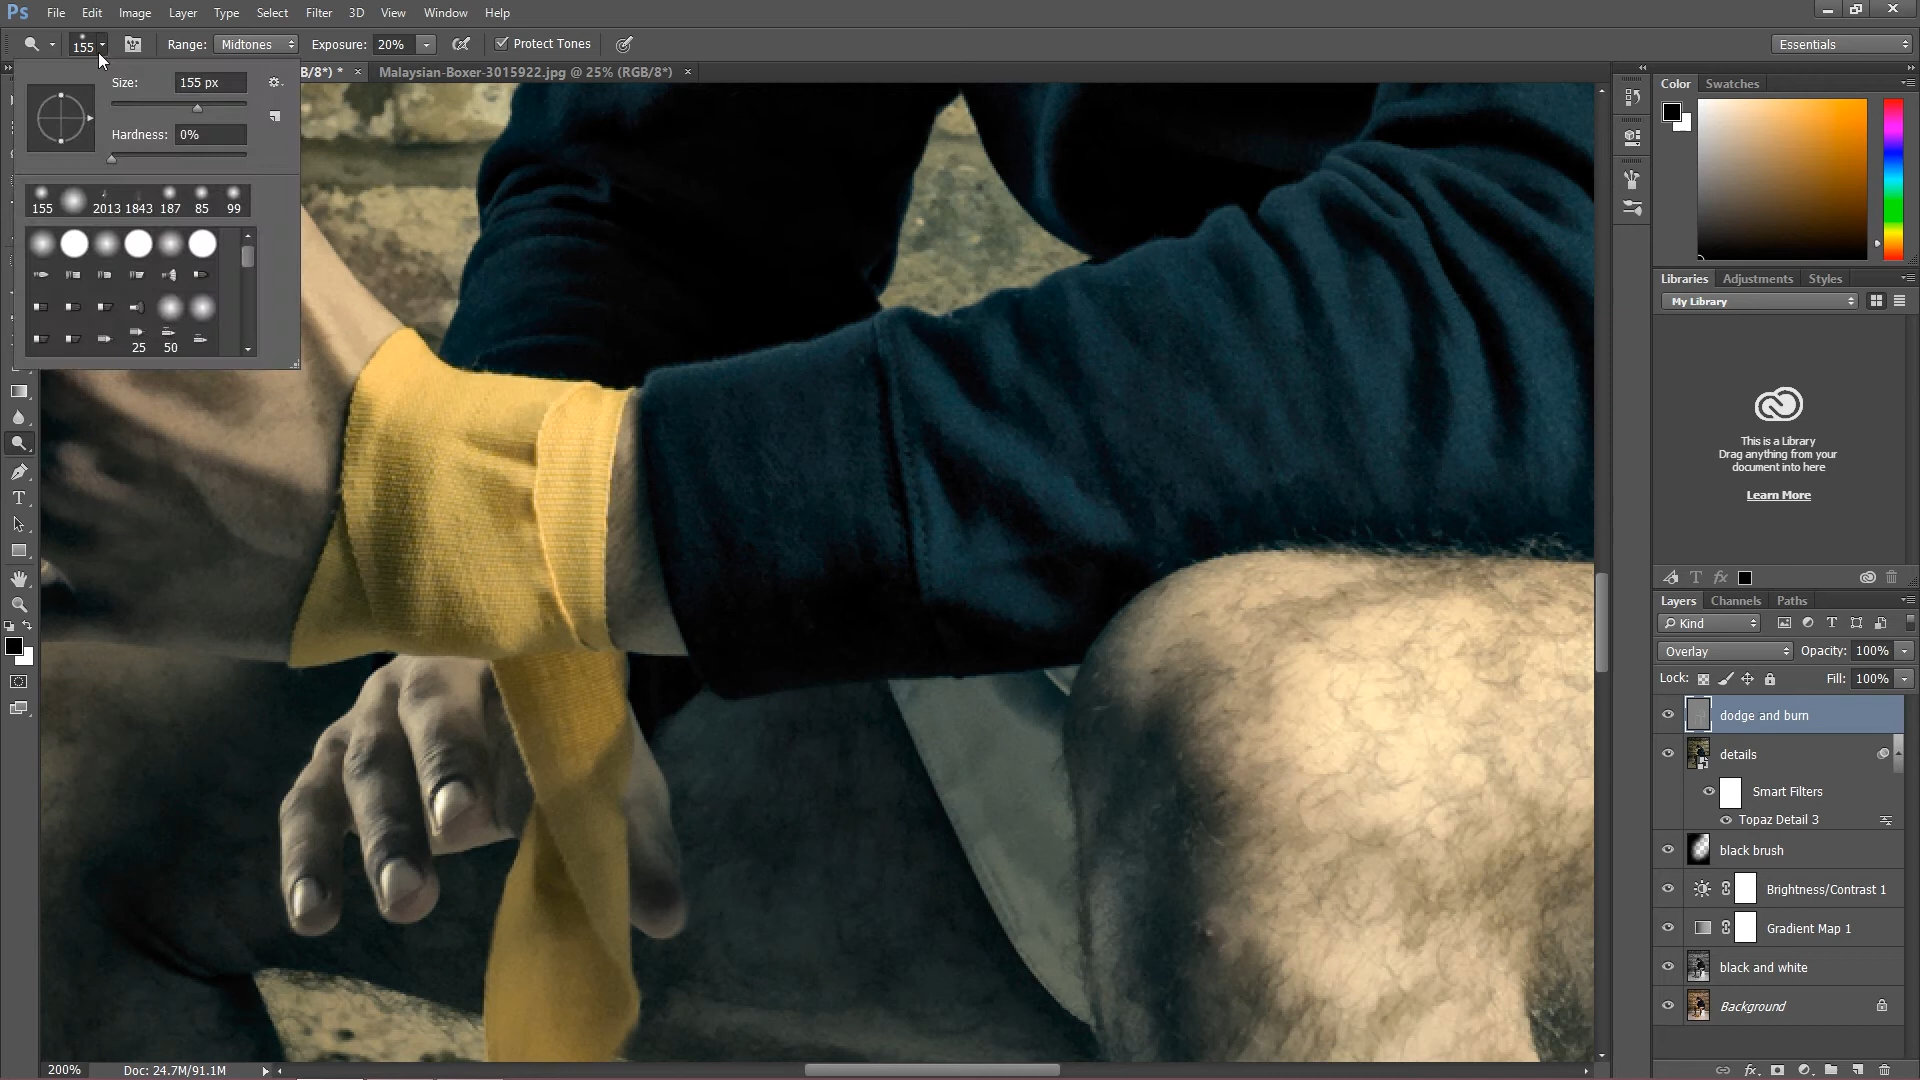 Ps File Edit Image Layer Type Select Filter 3D View Window Help
155 Range: Midtones Exposure: 20% Protect Tones Essentials
B/8*) * × Malaysian-Boxer-3015922.jpg @ 25% (RGB/8*) ×
Size: 155 px
Hardness: 0%
155 2013 1843 187 85 99
25 50
Color Swatches
Libraries Adjustments Styles
My Library
This is a Library
Drag anything from your
document into here
Learn More
Layers Channels Paths
Kind
Overlay Opacity: 100%
Lock: Fill: 100%
dodge and burn
details
Smart Filters
Topaz Detail 3
black brush
Brightness/Contrast 1
Gradient Map 1
black and white
Background
200% Doc: 24.7M/91.1M